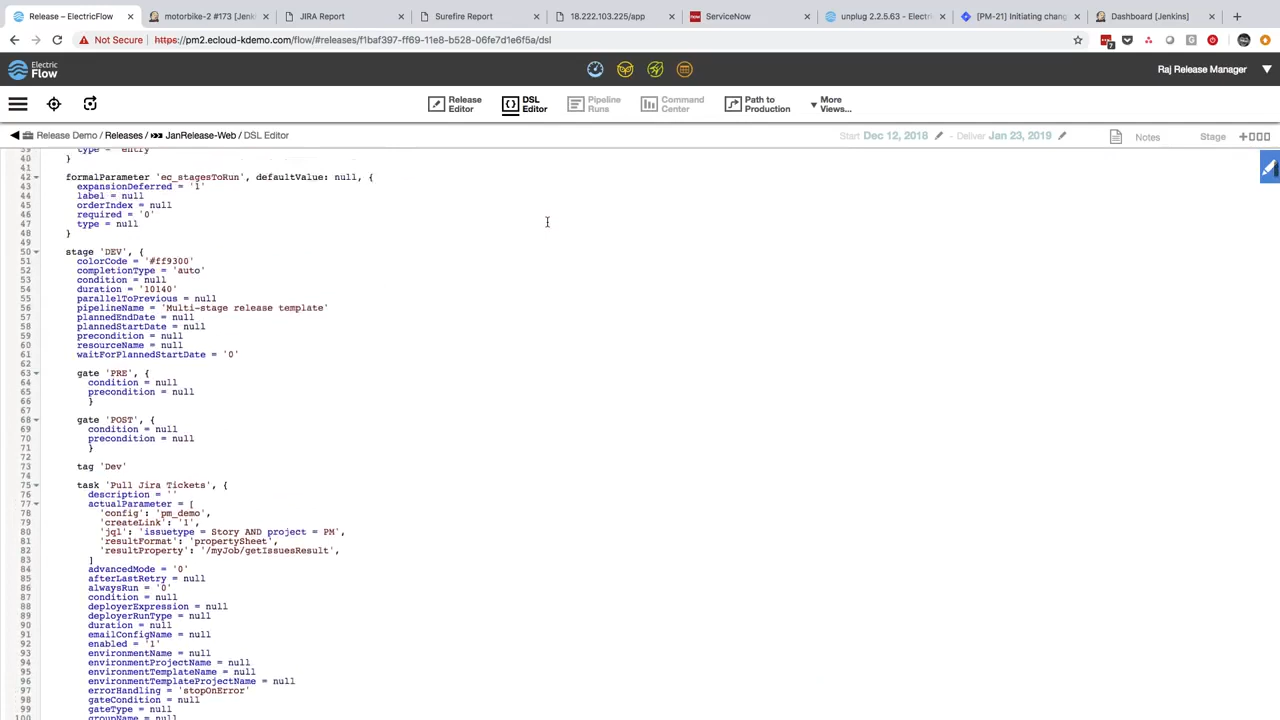 Release – ElectricFlow
motorbike-2 #173 [Jenki
JIRA Report
Surefire Report
18.222.103.225/app
ServiceNow
unplug 2.2.5.63 - Electric
[PM-21] Initiating chang
Dashboard [Jenkins]
Not Secure
https://pm2.ecloud-kdemo.com/flow/#releases/f1baf397-ff69-11e8-b528-06fe7d1e6f5a/dsl
Electric
Flow
Raj Release Manager
Release
Editor
DSL
Editor
Pipeline
Runs
Command
Center
Path to
Production
More
Views...
Release Demo / Releases / JanRelease-Web / DSL Editor
Start Dec 12, 2018 – Deliver Jan 23, 2019
Notes
Stage
39 type = 'entry'
40 }
41
42 formalParameter 'ec_stagesToRun', defaultValue: null, {
43 expansionDeferred = '1'
44 label = null
45 orderIndex = null
46 required = '0'
47 type = null
48 }
49
50 stage 'DEV', {
51 colorCode = '#ff9300'
52 completionType = 'auto'
53 condition = null
54 duration = '10140'
55 parallelToPrevious = null
56 pipelineName = 'Multi-stage release template'
57 plannedEndDate = null
58 plannedStartDate = null
59 precondition = null
60 resourceName = null
61 waitForPlannedStartDate = '0'
62
63 gate 'PRE', {
64 condition = null
65 precondition = null
66 }
67
68 gate 'POST', {
69 condition = null
70 precondition = null
71 }
72
73 tag 'Dev'
74
75 task 'Pull Jira Tickets', {
76 description = ''
77 actualParameter = [
78 'config': 'pm_demo',
79 'createLink': '1',
80 'jql': 'issuetype = Story AND project = PM',
81 'resultFormat': 'propertySheet',
82 'resultProperty': '/myJob/getIssuesResult',
83 ]
84 advancedMode = '0'
85 afterLastRetry = null
86 alwaysRun = '0'
87 condition = null
88 deployerExpression = null
89 deployerRunType = null
90 duration = null
91 emailConfigName = null
92 enabled = '1'
93 environmentName = null
94 environmentProjectName = null
95 environmentTemplateName = null
96 environmentTemplateProjectName = null
97 errorHandling = 'stopOnError'
98 gateCondition = null
99 gateType = null
100 groupName = null